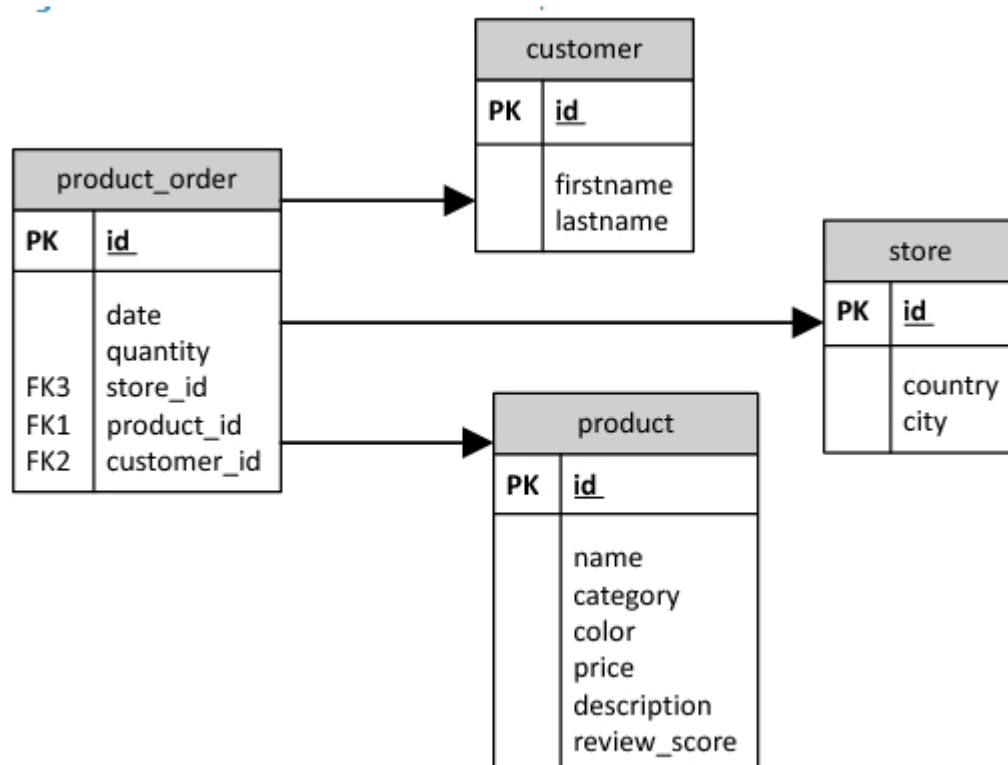 customer
PK id
firstname
lastname
product_order
PK id
date
quantity
FK3 store_id
FK1 product_id
FK2 customer_id
store
PK id
country
city
product
PK id
name
category
color
price
description
review_score